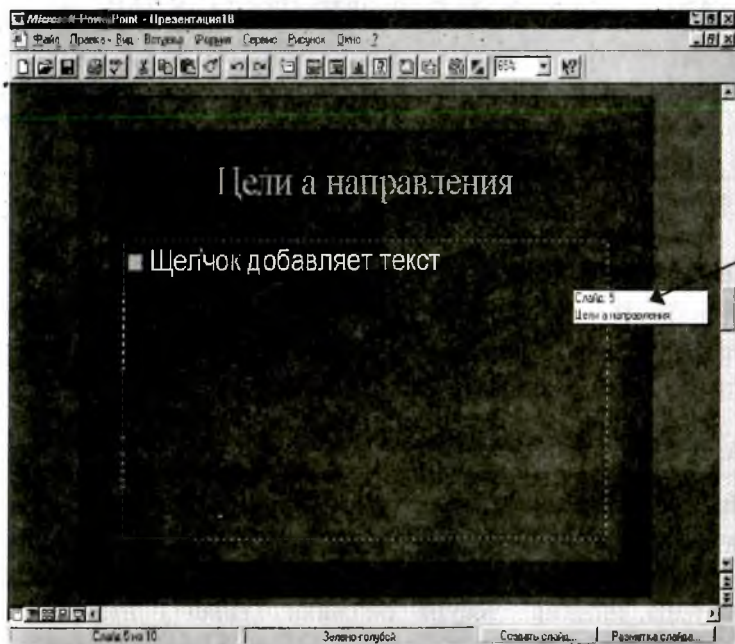 Microsoft PowerPoint - Презентация18
Файл Правка Вид Вставка Формат Сервис Рисунок Окно ?
65%
Цели а направления
Щелчок добавляет текст
Слайд: 5
Цели а направления
Слайд 5 из 10 Зелено-голубой Создать слайд... Разметка слайда...